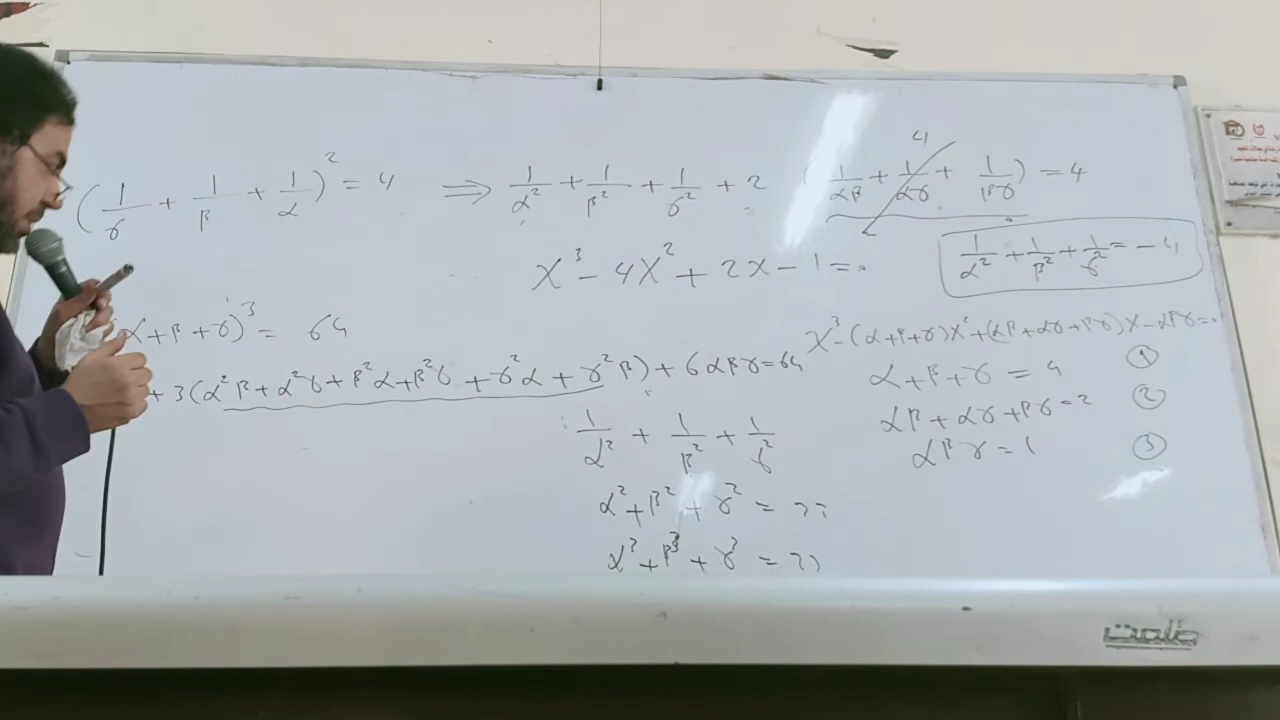 (1/γ + 1/β + 1/α)² = 4 ⟹ 1/α² + 1/β² + 1/γ² + 2 (1/αβ + 1/αγ + 1/βγ) = 4
4
1/α² + 1/β² + 1/γ² = -4
x³ - 4x² + 2x - 1 = 0
α + β + γ)³ = 64
x³ - (α+β+γ)x² + (αβ+αγ+βγ)x - αβγ = 0
+ 3(α²β + α²γ + β²α + β²γ + γ²α + γ²β) + 6αβγ = 64
α + β + γ = 4 ①
αβ + αγ + βγ = 2 ②
αβγ = 1 ③
1/α² + 1/β² + 1/γ²
α² + β² + γ² = ??
α³ + β³ + γ³ = ??